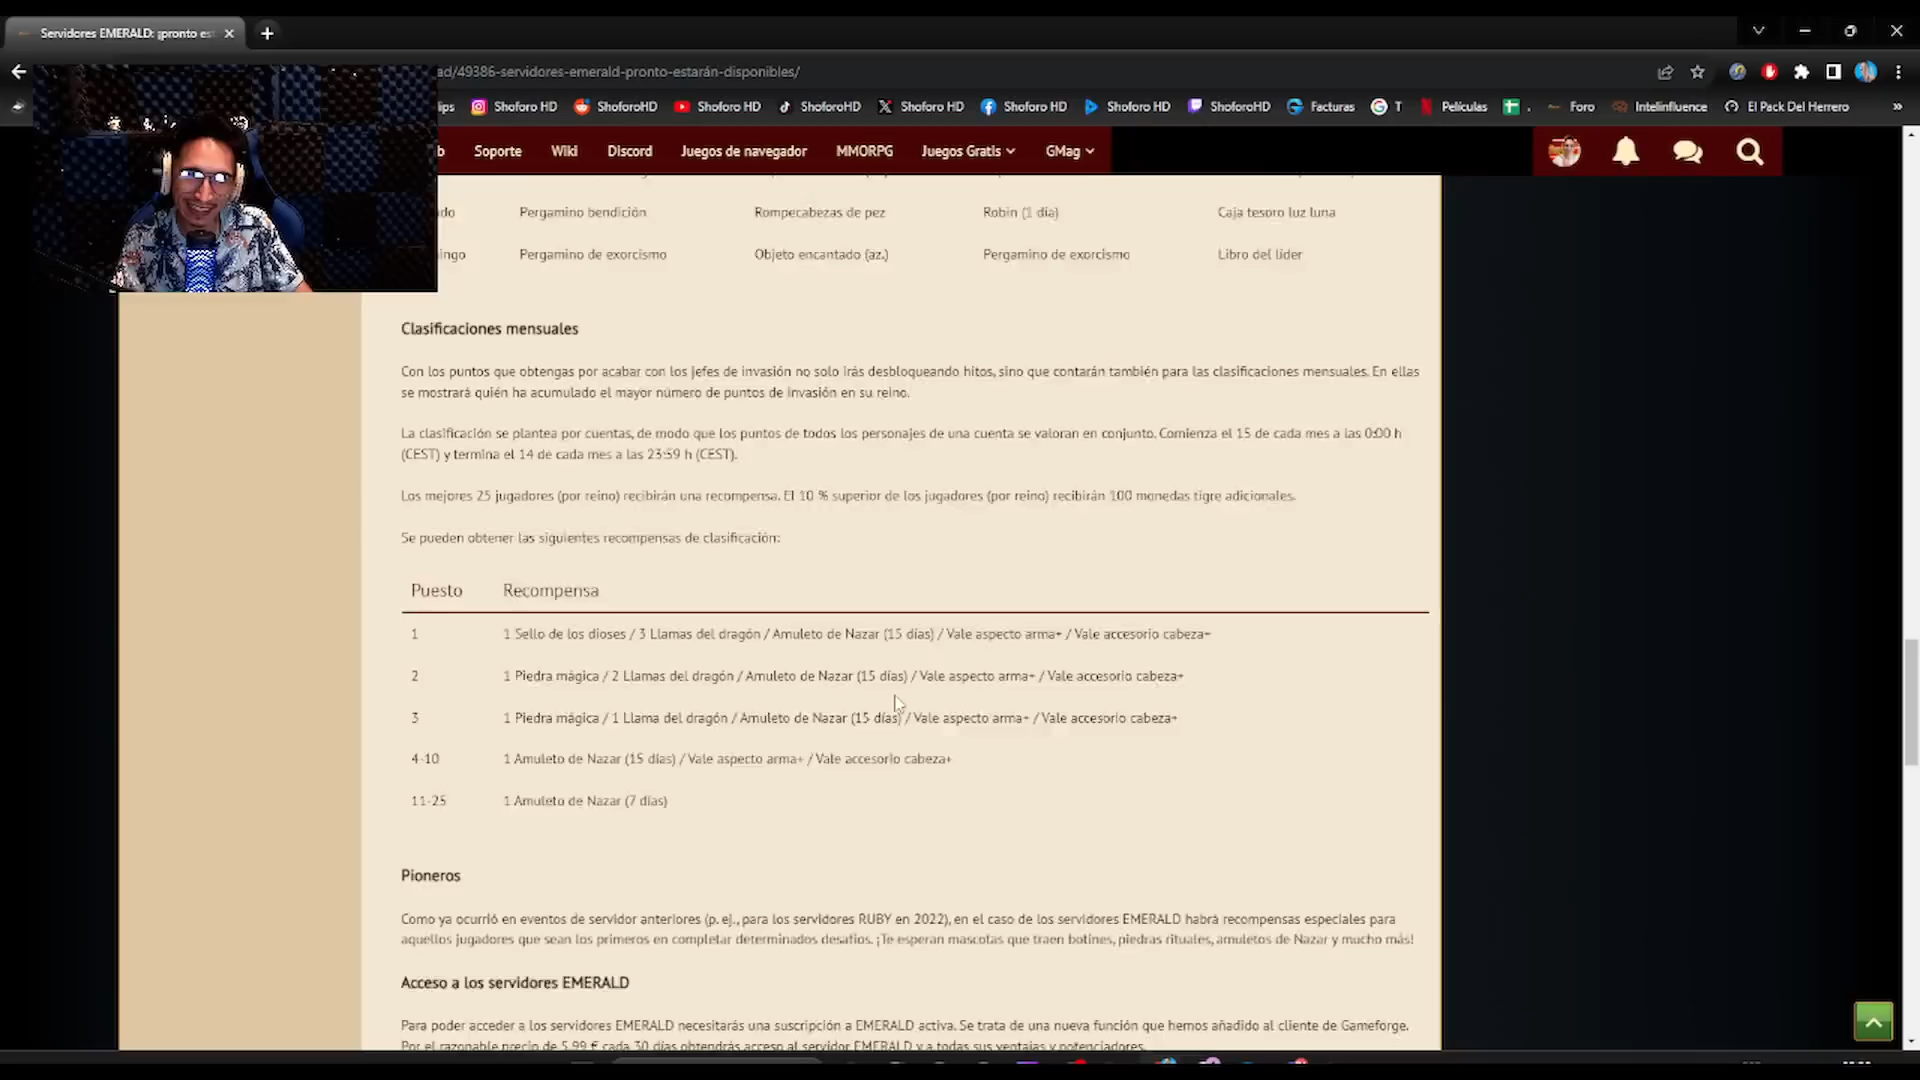 Servidores EMERALD: ¡pronto es
ad/49386-servidores-emerald-pronto-estarán-disponibles/
ips Shoforo HD ShoforoHD Shoforo HD ShoforoHD Shoforo HD Shoforo HD Shoforo HD ShoforoHD Facturas T Películas . Foro Intelinfluence El Pack Del Herrero »
b Soporte Wiki Discord Juegos de navegador MMORPG Juegos Gratis GMag
do Pergamino bendición Rompecabezas de pez Robin (1 día) Caja tesoro luz luna
ingo Pergamino de exorcismo Objeto encantado (az.) Pergamino de exorcismo Libro del líder
Clasificaciones mensuales
Con los puntos que obtengas por acabar con los jefes de invasión no solo irás desbloqueando hitos, sino que contarán también para las clasificaciones mensuales. En ellas
se mostrará quién ha acumulado el mayor número de puntos de invasión en su reino.
La clasificación se plantea por cuentas, de modo que los puntos de todos los personajes de una cuenta se valoran en conjunto. Comienza el 15 de cada mes a las 0:00 h
(CEST) y termina el 14 de cada mes a las 23:59 h (CEST).
Los mejores 25 jugadores (por reino) recibirán una recompensa. El 10 % superior de los jugadores (por reino) recibirán 100 monedas tigre adicionales.
Se pueden obtener las siguientes recompensas de clasificación:
Puesto Recompensa
1 1 Sello de los dioses / 3 Llamas del dragón / Amuleto de Nazar (15 días) / Vale aspecto arma+ / Vale accesorio cabeza+
2 1 Piedra mágica / 2 Llamas del dragón / Amuleto de Nazar (15 días) / Vale aspecto arma+ / Vale accesorio cabeza+
3 1 Piedra mágica / 1 Llama del dragón / Amuleto de Nazar (15 días) / Vale aspecto arma+ / Vale accesorio cabeza+
4-10 1 Amuleto de Nazar (15 días) / Vale aspecto arma+ / Vale accesorio cabeza+
11-25 1 Amuleto de Nazar (7 días)
Pioneros
Como ya ocurrió en eventos de servidor anteriores (p. ej., para los servidores RUBY en 2022), en el caso de los servidores EMERALD habrá recompensas especiales para
aquellos jugadores que sean los primeros en completar determinados desafíos. ¡Te esperan mascotas que traen botines, piedras rituales, amuletos de Nazar y mucho más!
Acceso a los servidores EMERALD
Para poder acceder a los servidores EMERALD necesitarás una suscripción a EMERALD activa. Se trata de una nueva función que hemos añadido al cliente de Gameforge.
Por el razonable precio de 5,99 € cada 30 días obtendrás acceso al servidor EMERALD y a todas sus ventajas y potenciadores.